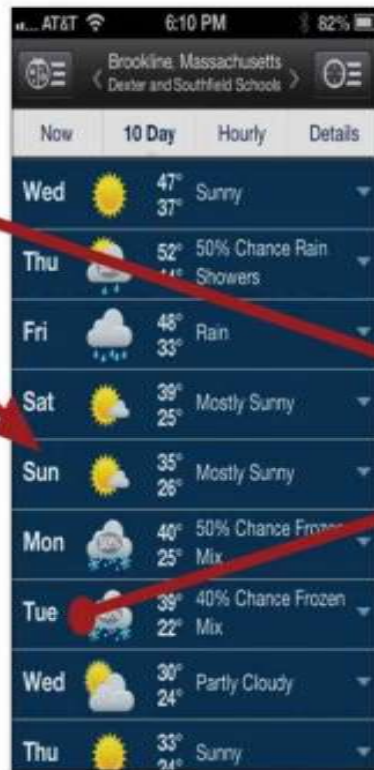 AT&T 6:10 PM 82%
Brookline, Massachusetts
Dexter and Southfield Schools
Now 10 Day Hourly Details
Wed 47° Sunny
37°
Thu 52° 50% Chance Rain
Showers
Fri 48° Rain
33°
Sat 39° Mostly Sunny
25°
Sun 35° Mostly Sunny
26°
Mon 40° 50% Chance Frozen
25° Mix
Tue 39° 40% Chance Frozen
22° Mix
Wed 30° Partly Cloudy
24°
Thu 33° Sunny